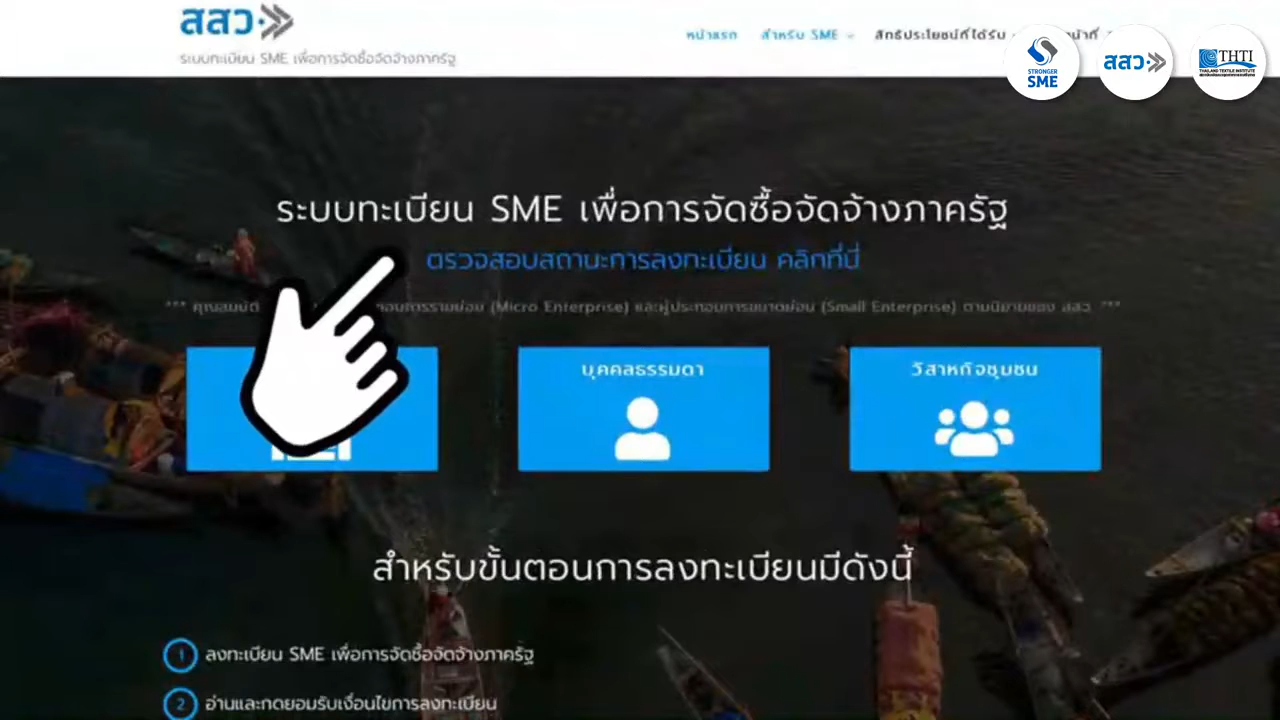 สสว
ระบบทะเบียน SME เพื่อการจัดซื้อจัดจ้างภาครัฐ
หน้าแรก สำหรับ SME สิทธิประโยชน์ที่ได้รับ
STRONGER
SME
สสว
THTI
THAILAND TEXTILE INSTITUTE
ระบบทะเบียน SME เพื่อการจัดซื้อจัดจ้างภาครัฐ
ตรวจสอบสถานะการลงทะเบียน คลิกที่นี่
*** คุณสมบัติ (Micro Enterprise) และผู้ประกอบการขนาดย่อม (Small Enterprise) ตามนิยามของ สสว. ***
บุคคลธรรมดา
วิสาหกิจชุมชน
สำหรับขั้นตอนการลงทะเบียนมีดังนี้
1 ลงทะเบียน SME เพื่อการจัดซื้อจัดจ้างภาครัฐ
2 อ่านและกดยอมรับเงื่อนไขการลงทะเบียน